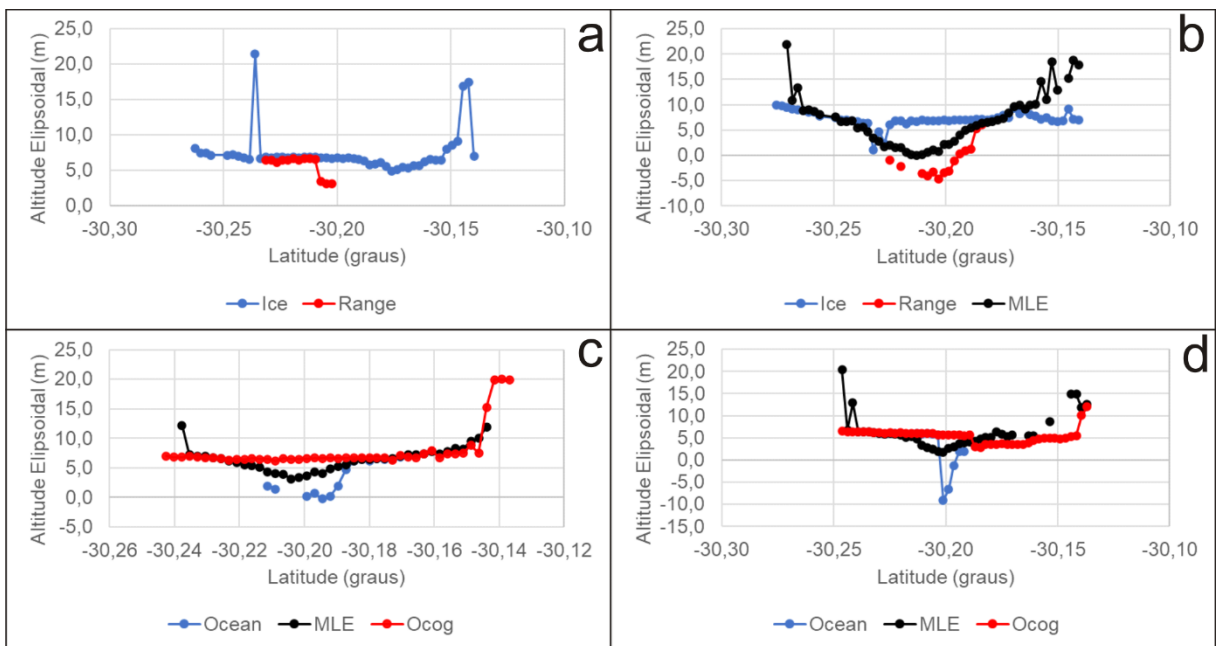 a
Altitude Elipsoidal (m)
25,0
20,0
15,0
10,0
5,0
0,0
-30,30 -30,25 -30,20 -30,15 -30,10
Latitude (graus)
Ice Range
b
Altitude Elipsoidal (m)
25,0
20,0
15,0
10,0
5,0
0,0
-5,0
-10,0
-30,30 -30,25 -30,20 -30,15 -30,10
Latitude (graus)
Ice Range MLE
c
Altitude Elipsoidal (m)
25,0
20,0
15,0
10,0
5,0
0,0
-5,0
-30,26 -30,24 -30,22 -30,20 -30,18 -30,16 -30,14 -30,12
Latitude (graus)
Ocean MLE Ocog
d
Altitude Elipsoidal (m)
25,0
20,0
15,0
10,0
5,0
0,0
-5,0
-10,0
-15,0
-30,30 -30,25 -30,20 -30,15 -30,10
Latitude (graus)
Ocean MLE Ocog